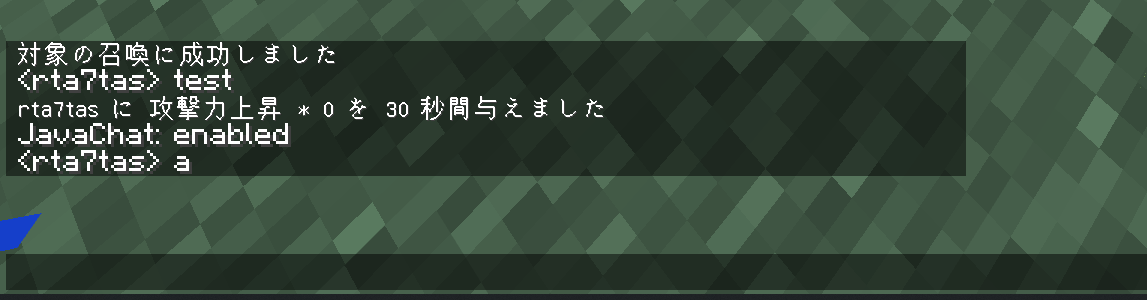 対象の召喚に成功しました
<rta7tas> test
rta7tas に 攻撃力上昇 * 0 を 30 秒間与えました
JavaChat: enabled
<rta7tas> a